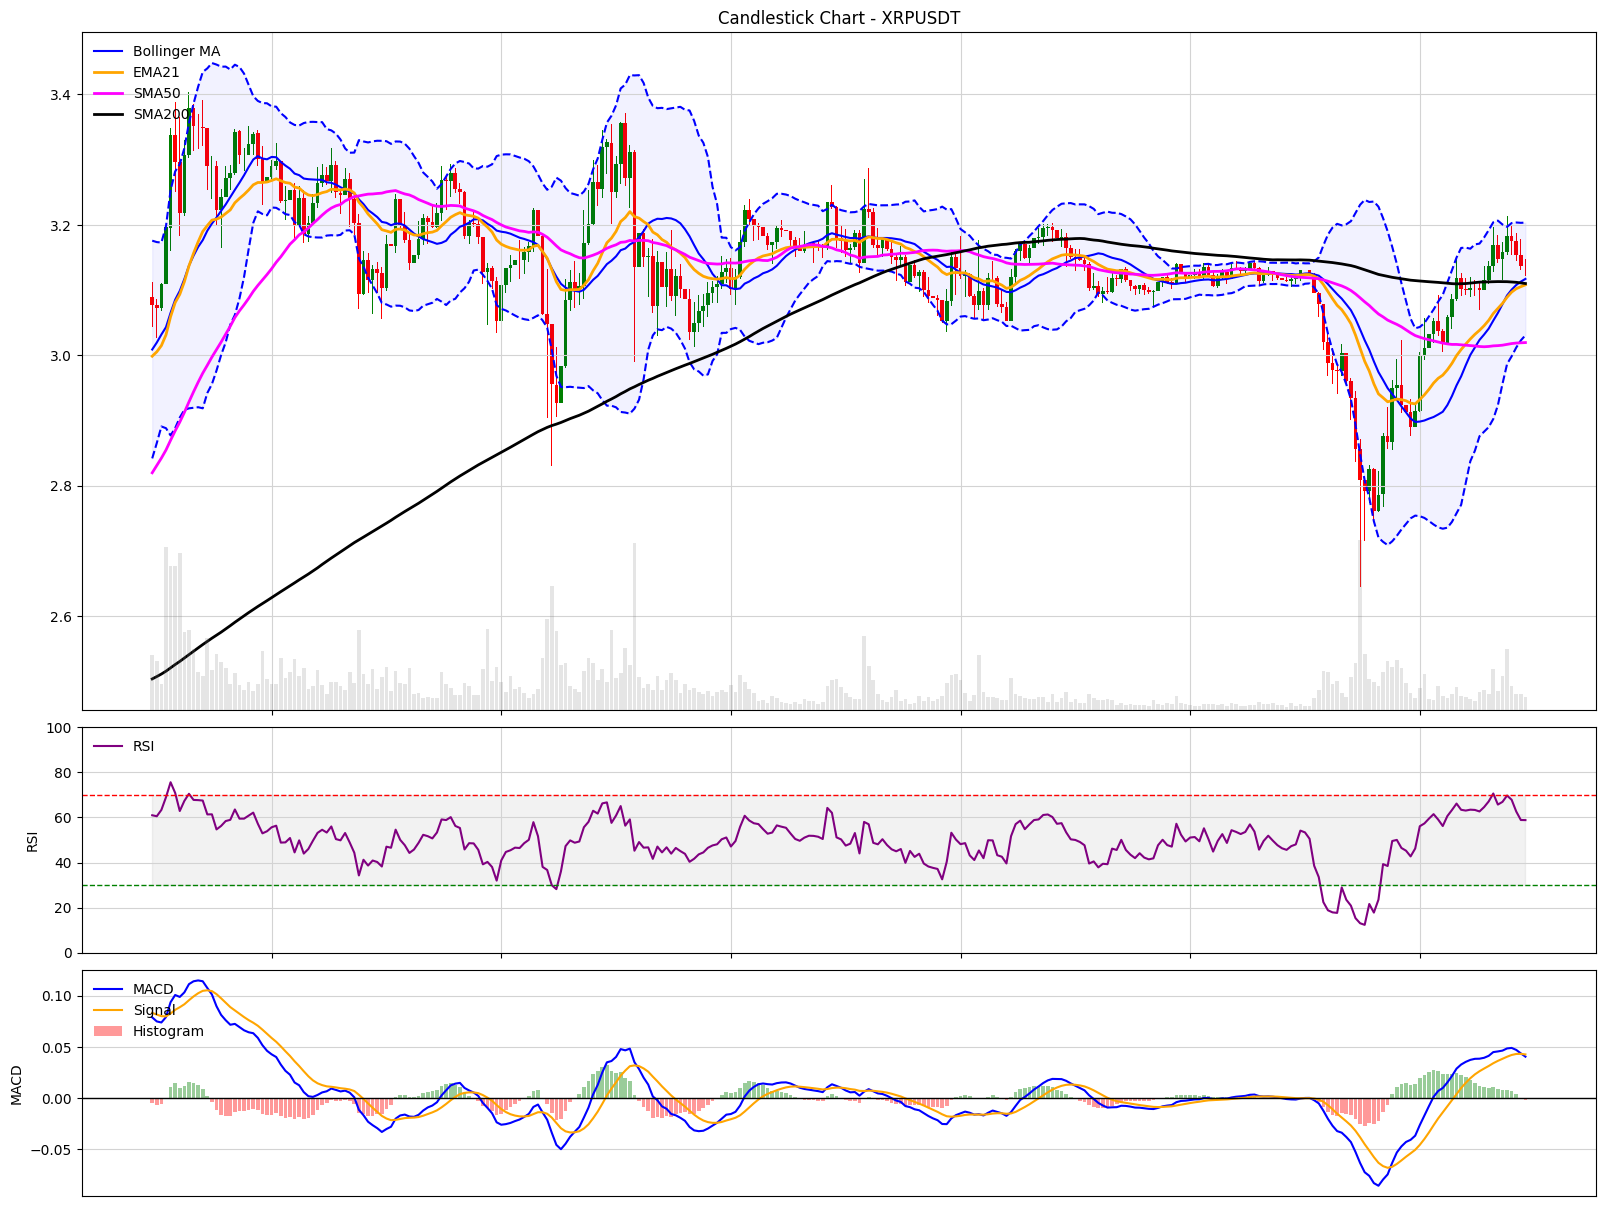 Candlestick Chart - XRPUSDT
Bollinger MA
EMA21
SMA50
SMA200
3.4
3.2
3.0
2.8
2.6
RSI
100
80
60
40
20
0
RSI
MACD
Signal
Histogram
0.10
0.05
0.00
−0.05
MACD